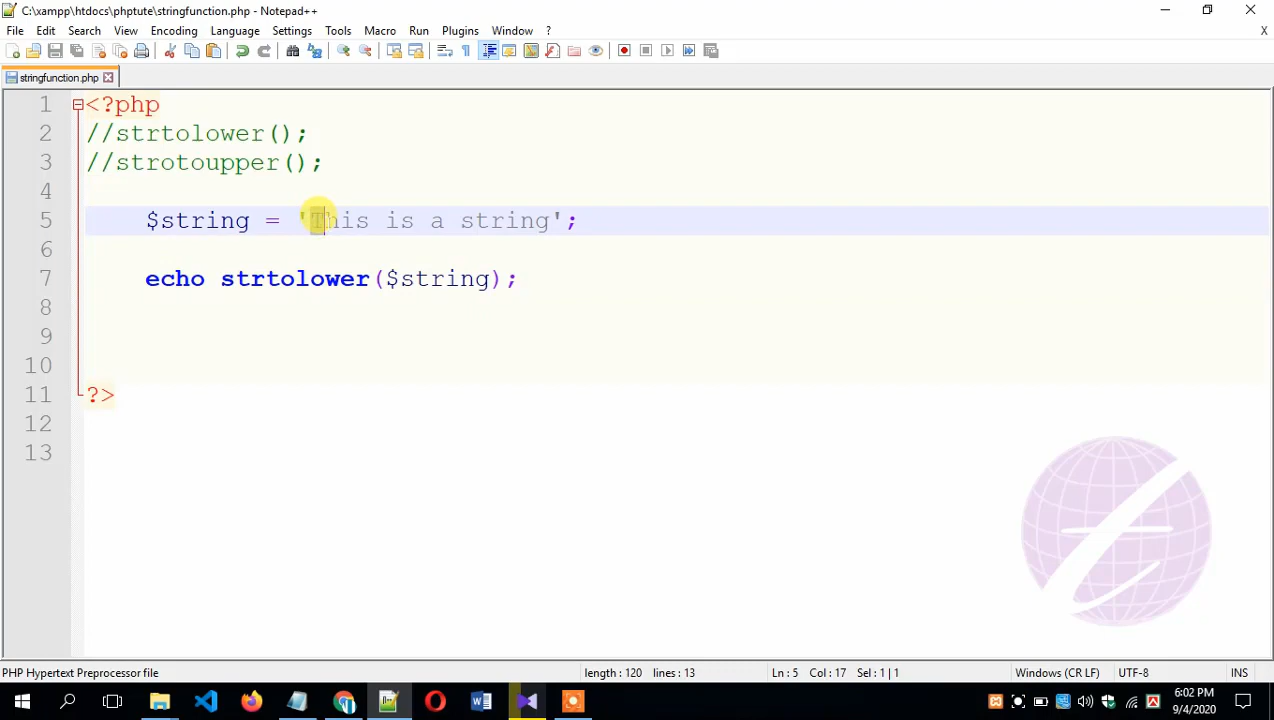 C:\xampp\htdocs\phptute\stringfunction.php - Notepad++
File Edit Search View Encoding Language Settings Tools Macro Run Plugins Window ? X
stringfunction.php
1 <?php
2 //strtolower();
3 //strotoupper();
4
5 $string = 'This is a string';
6
7 echo strtolower($string);
8
9
10
11 ?>
12
13
PHP Hypertext Preprocessor file length : 120 lines : 13 Ln : 5 Col : 17 Sel : 1 | 1 Windows (CR LF) UTF-8 INS
6:02 PM
9/4/2020